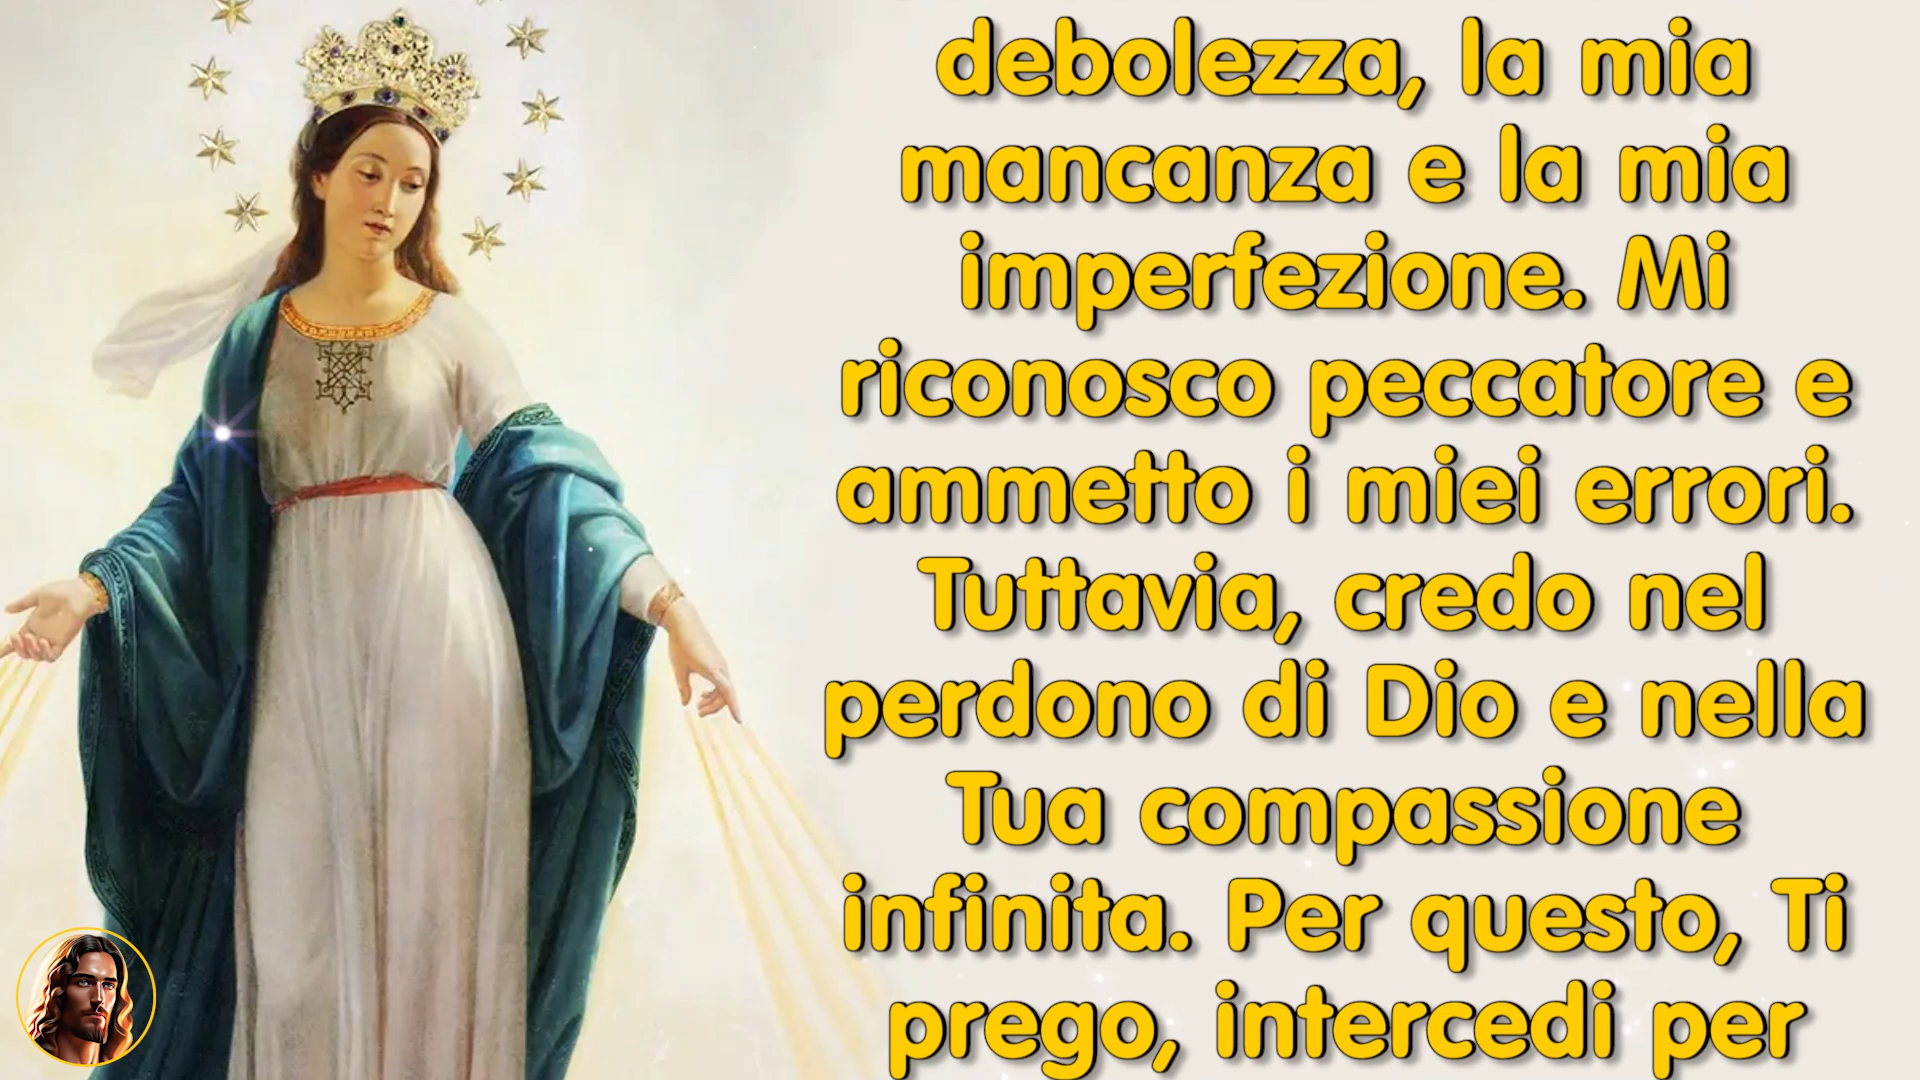 debolezza, la mia
mancanza e la mia
imperfezione. Mi
riconosco peccatore e
ammetto i miei errori.
Tuttavia, credo nel
perdono di Dio e nella
Tua compassione
infinita. Per questo, Ti
prego, intercedi per